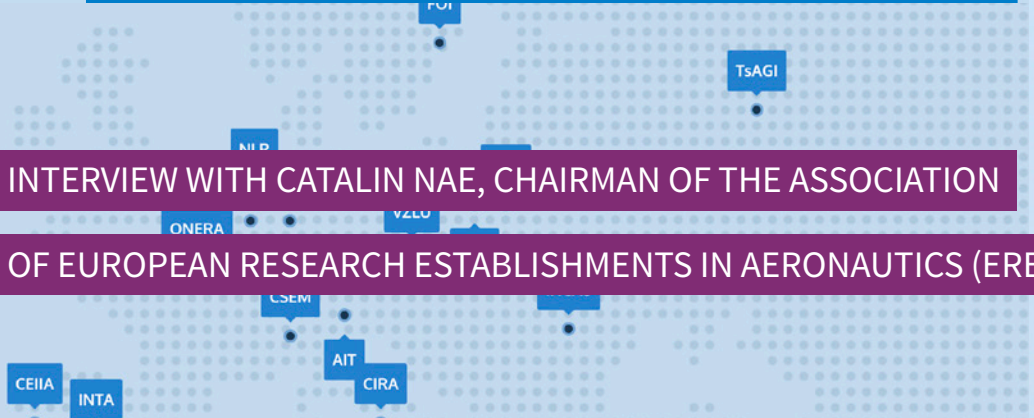 FOI
TsAGI
NLR
INTERVIEW WITH CATALIN NAE, CHAIRMAN OF THE ASSOCIATION
ONERA
VZLU
OF EUROPEAN RESEARCH ESTABLISHMENTS IN AERONAUTICS (ERE
CSEM
AIT
CIRA
CEIIA
INTA